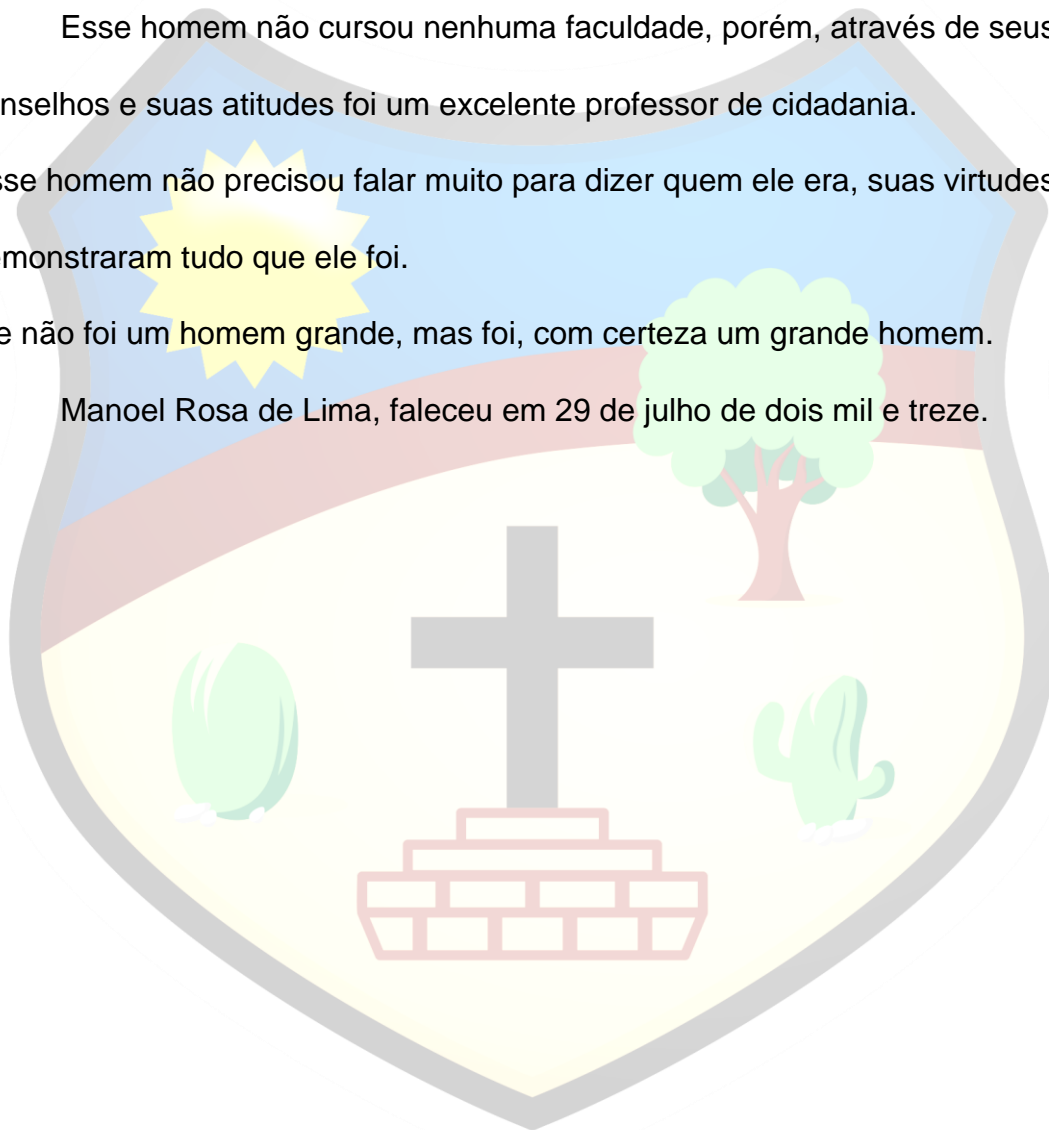 Esse homem não cursou nenhuma faculdade, porém, através de seus
nselhos e suas atitudes foi um excelente professor de cidadania.
sse homem não precisou falar muito para dizer quem ele era, suas virtudes
monstraram tudo que ele foi.
e não foi um homem grande, mas foi, com certeza um grande homem.
Manoel Rosa de Lima, faleceu em 29 de julho de dois mil e treze.